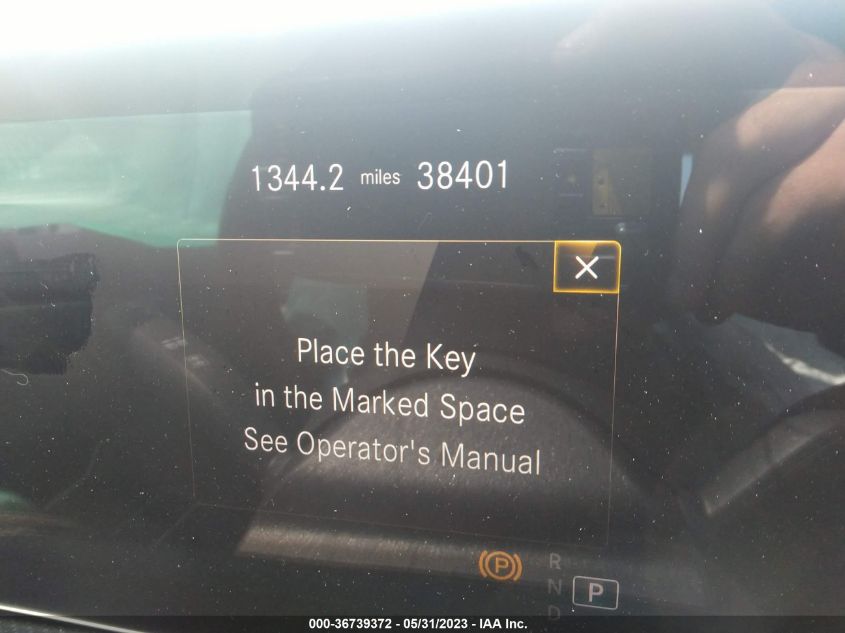 1344.2 miles 38401
Place the Key
in the Marked Space
See Operator's Manual
P R
N P
D
000-36739372 - 05/31/2023 - IAA Inc.